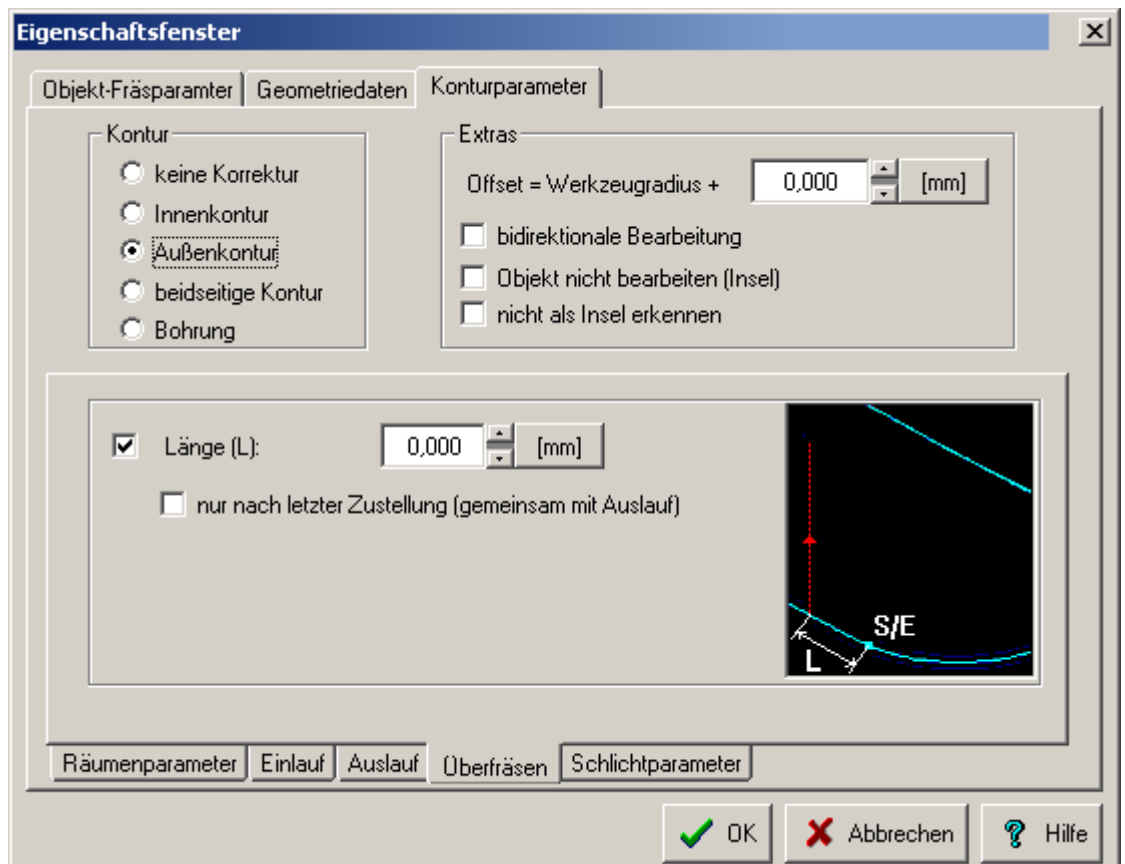 Eigenschaftsfenster
Objekt-Fräsparamter Geometriedaten Konturparameter
Kontur
keine Korrektur
Innenkontur
Außenkontur
beidseitige Kontur
Bohrung
Extras
Offset = Werkzeugradius + 0,000 [mm]
bidirektionale Bearbeitung
Objekt nicht bearbeiten (Insel)
nicht als Insel erkennen
Länge (L): 0,000 [mm]
nur nach letzter Zustellung (gemeinsam mit Auslauf)
S/E
L
Räumenparameter Einlauf Auslauf Überfräsen Schlichtparameter
OK Abbrechen Hilfe